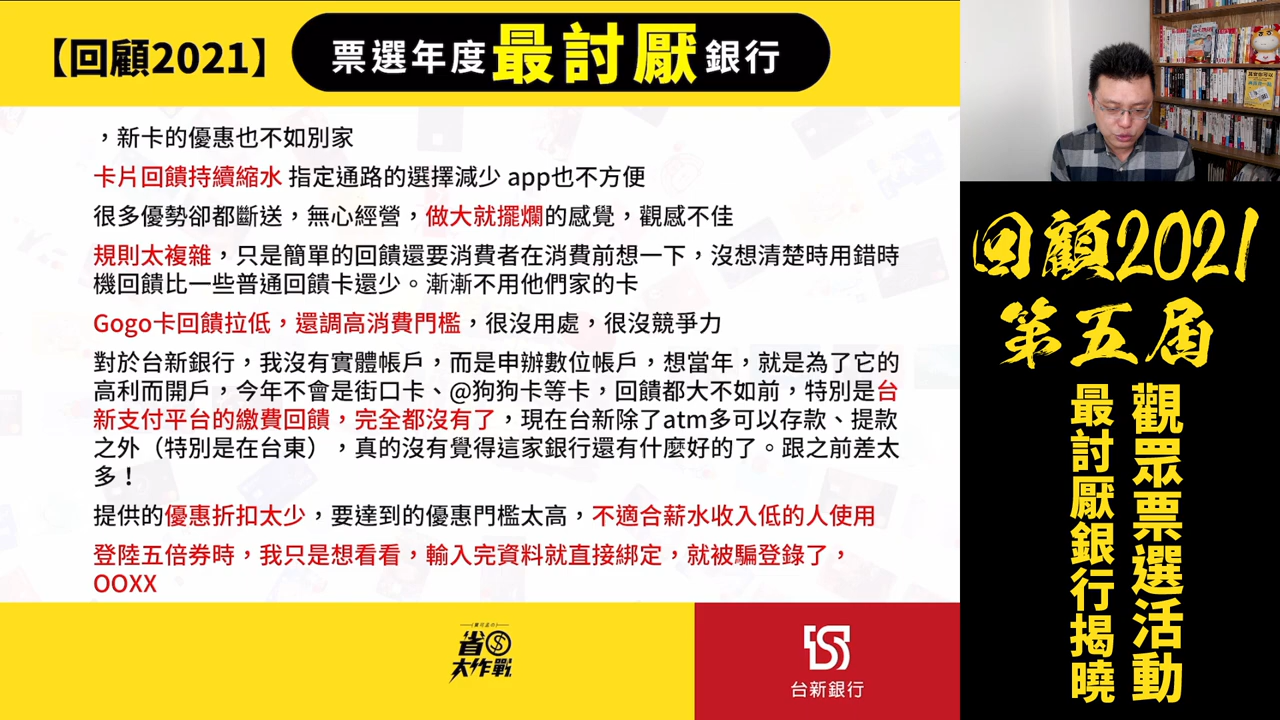 【回顧2021】
票選年度最討厭銀行
，新卡的優惠也不如別家
卡片回饋持續縮水 指定通路的選擇減少 app也不方便
很多優勢卻都斷送，無心經營，做大就擺爛的感覺，觀感不佳
規則太複雜，只是簡單的回饋還要消費者在消費前想一下，沒想清楚時用錯時
機回饋比一些普通回饋卡還少。漸漸不用他們家的卡
Gogo卡回饋拉低，還調高消費門檻，很沒用處，很沒競爭力
對於台新銀行，我沒有實體帳戶，而是申辦數位帳戶，想當年，就是為了它的
高利而開戶，今年不會是街口卡、@狗狗卡等卡，回饋都大不如前，特別是台
新支付平台的繳費回饋，完全都沒有了，現在台新除了atm多可以存款、提款
之外（特別是在台東），真的沒有覺得這家銀行還有什麼好的了。跟之前差太
多！
提供的優惠折扣太少，要達到的優惠門檻太高，不適合薪水收入低的人使用
登陸五倍券時，我只是想看看，輸入完資料就直接綁定，就被騙登錄了，
OOXX
省
大作戰
台新銀行
回顧2021
第五屆
觀眾票選活動
最討厭銀行揭曉